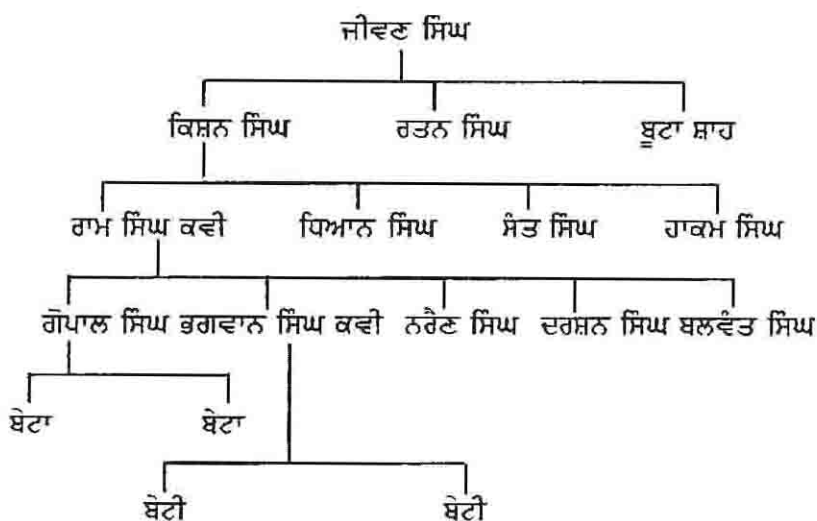 ਜੀਵਣ ਸਿੰਘ
ਕਿਸ਼ਨ ਸਿੰਘ ਰਤਨ ਸਿੰਘ ਬੂਟਾ ਸ਼ਾਹ
ਰਾਮ ਸਿੰਘ ਕਵੀ ਧਿਆਨ ਸਿੰਘ ਸੰਤ ਸਿੰਘ ਹਾਕਮ ਸਿੰਘ
ਗੋਪਾਲ ਸਿੰਘ ਭਗਵਾਨ ਸਿੰਘ ਕਵੀ ਨਰੈਣ ਸਿੰਘ ਦਰਸ਼ਨ ਸਿੰਘ ਬਲਵੰਤ ਸਿੰਘ
ਬੇਟਾ ਬੇਟਾ
ਬੇਟੀ ਬੇਟੀ